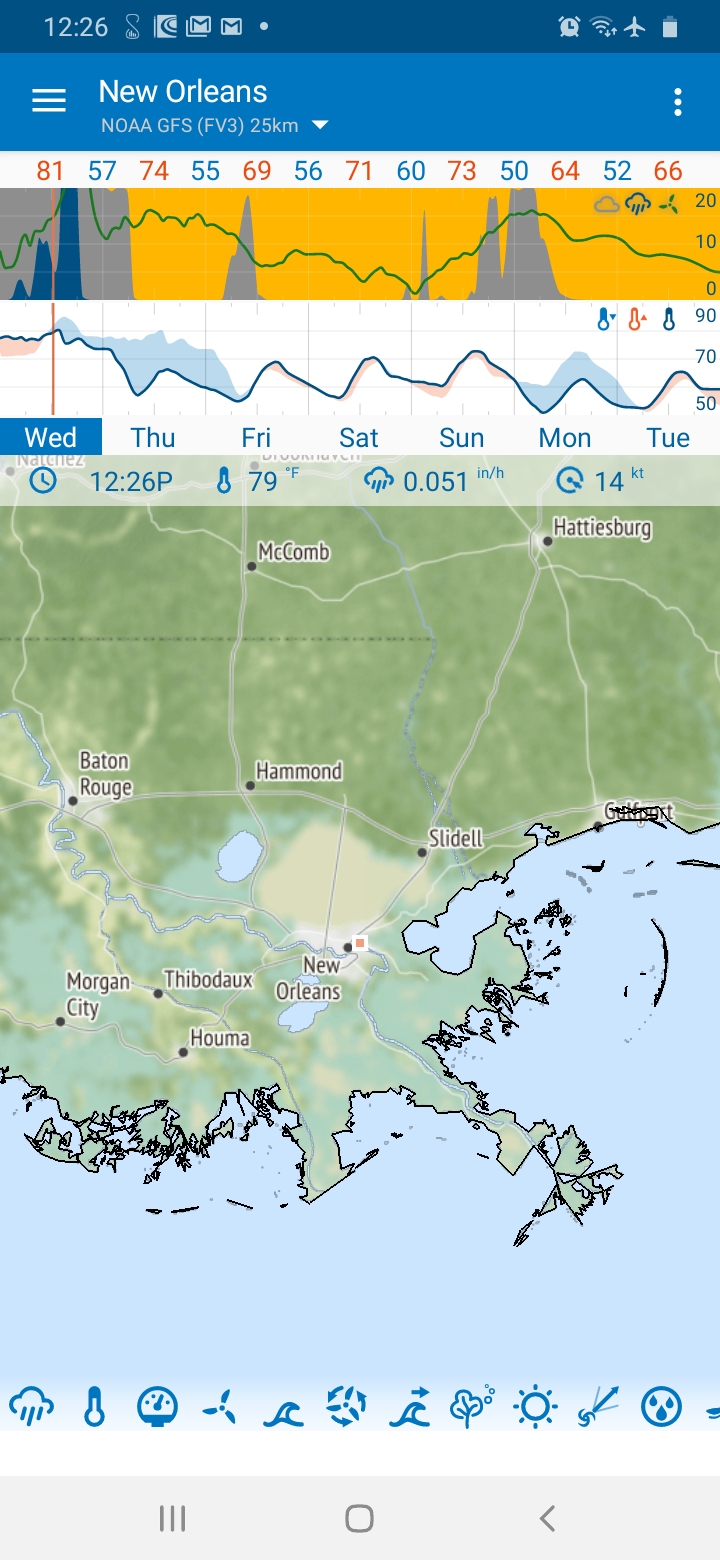 12:26
New Orleans
NOAA GFS (FV3) 25km
81 57 74 55 69 56 71 60 73 50 64 52 66
20
10
0
90
70
50
Wed Thu Fri Sat Sun Mon Tue
Natchez
Brookhaven
12:26P 79 °F 0.051 in/h 14 kt
Hattiesburg
McComb
Baton
Rouge
Hammond
Gulfport
Slidell
New
Orleans
Morgan
City
Thibodaux
Houma